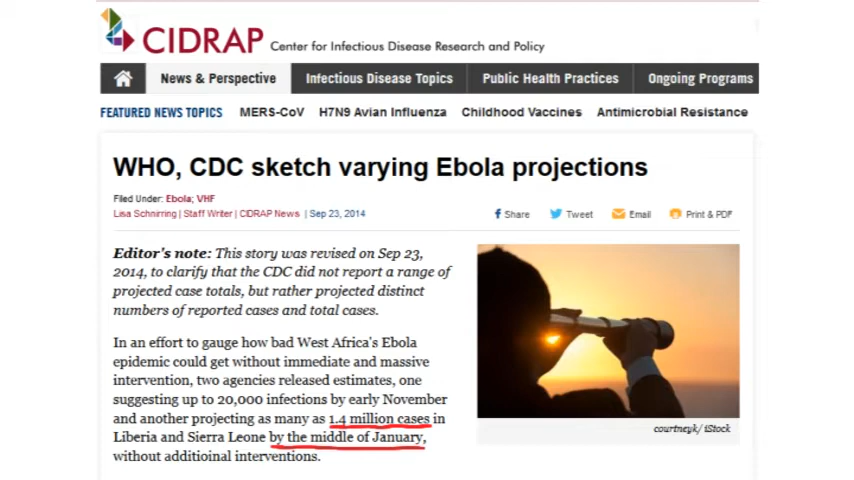 CIDRAP Center for Infectious Disease Research and Policy
News & Perspective Infectious Disease Topics Public Health Practices Ongoing Programs
FEATURED NEWS TOPICS MERS-CoV H7N9 Avian Influenza Childhood Vaccines Antimicrobial Resistance
WHO, CDC sketch varying Ebola projections
Filed Under: Ebola; VHF
Lisa Schnirring | Staff Writer | CIDRAP News | Sep 23, 2014
Share Tweet Email Print & PDF
Editor's note: This story was revised on Sep 23,
2014, to clarify that the CDC did not report a range of
projected case totals, but rather projected distinct
numbers of reported cases and total cases.
In an effort to gauge how bad West Africa's Ebola
epidemic could get without immediate and massive
intervention, two agencies released estimates, one
suggesting up to 20,000 infections by early November
and another projecting as many as 1.4 million cases in
Liberia and Sierra Leone by the middle of January,
without additioinal interventions.
courtneyk/ iStock